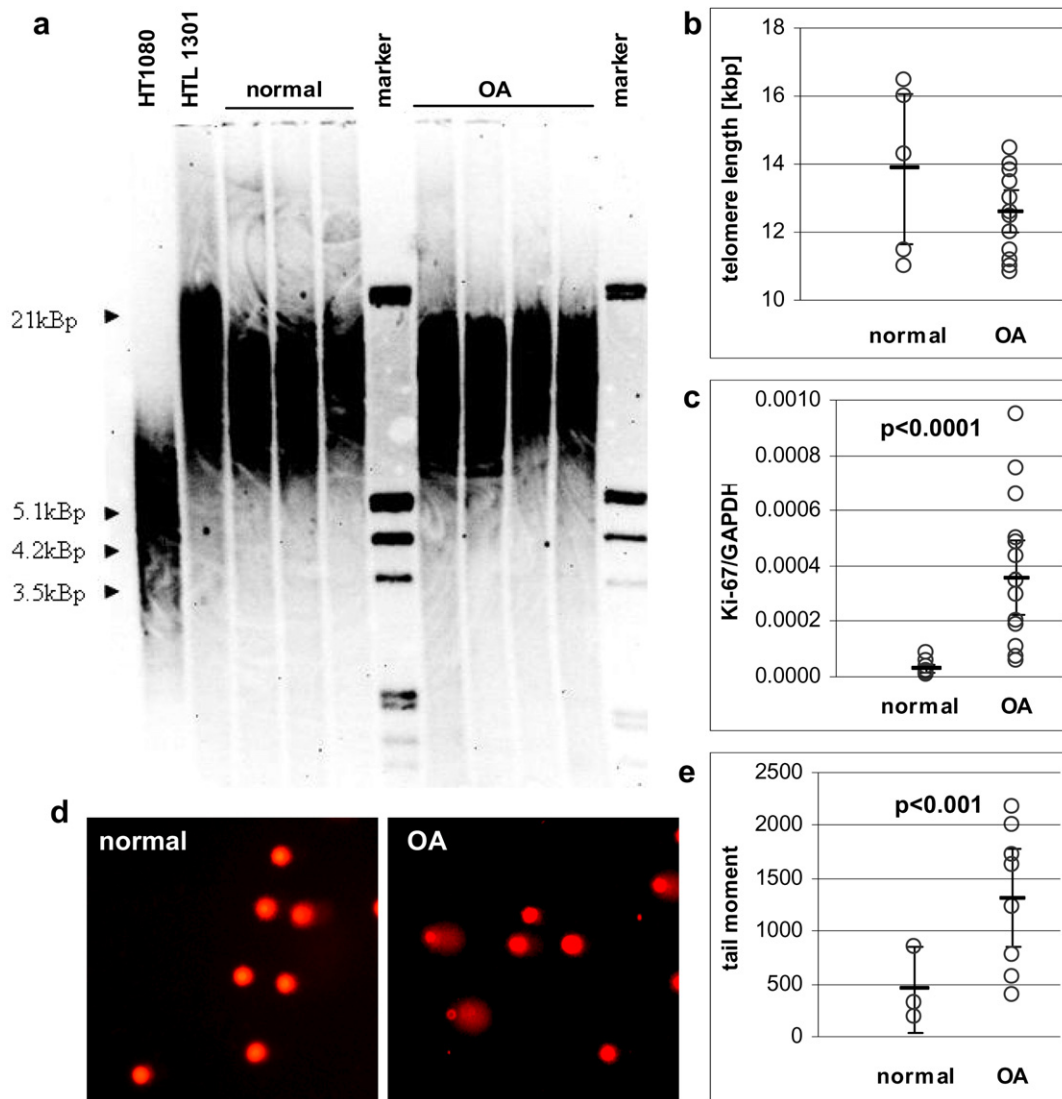 a
HT1080
HTL 1301
normal
marker
OA
marker
21kBp
5.1kBp
4.2kBp
3.5kBp
b
telomere length [kbp]
18
16
14
12
10
normal OA
c
Ki-67/GAPDH
p<0.0001
0.0010
0.0008
0.0006
0.0004
0.0002
0.0000
normal OA
d
normal
OA
e
tail moment
p<0.001
2500
2000
1500
1000
500
0
normal OA